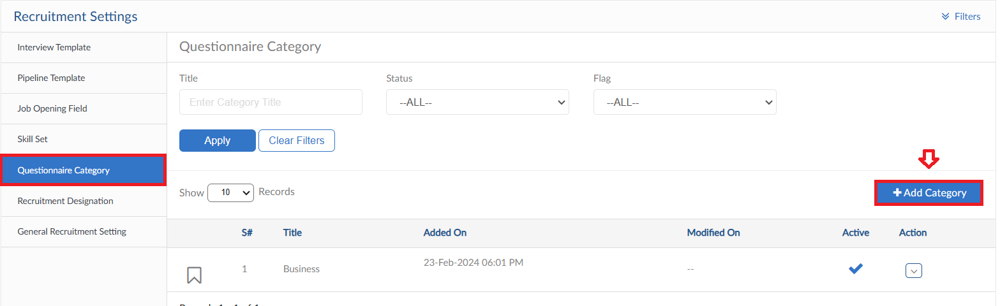 Recruitment Settings
Filters
Interview Template
Pipeline Template
Job Opening Field
Skill Set
Questionnaire Category
Recruitment Designation
General Recruitment Setting
Questionnaire Category
Title Status Flag
Enter Category Title --ALL-- --ALL--
Apply Clear Filters
Show 10 Records
Add Category
S# Title Added On Modified On Active Action
1 Business 23-Feb-2024 06:01 PM --